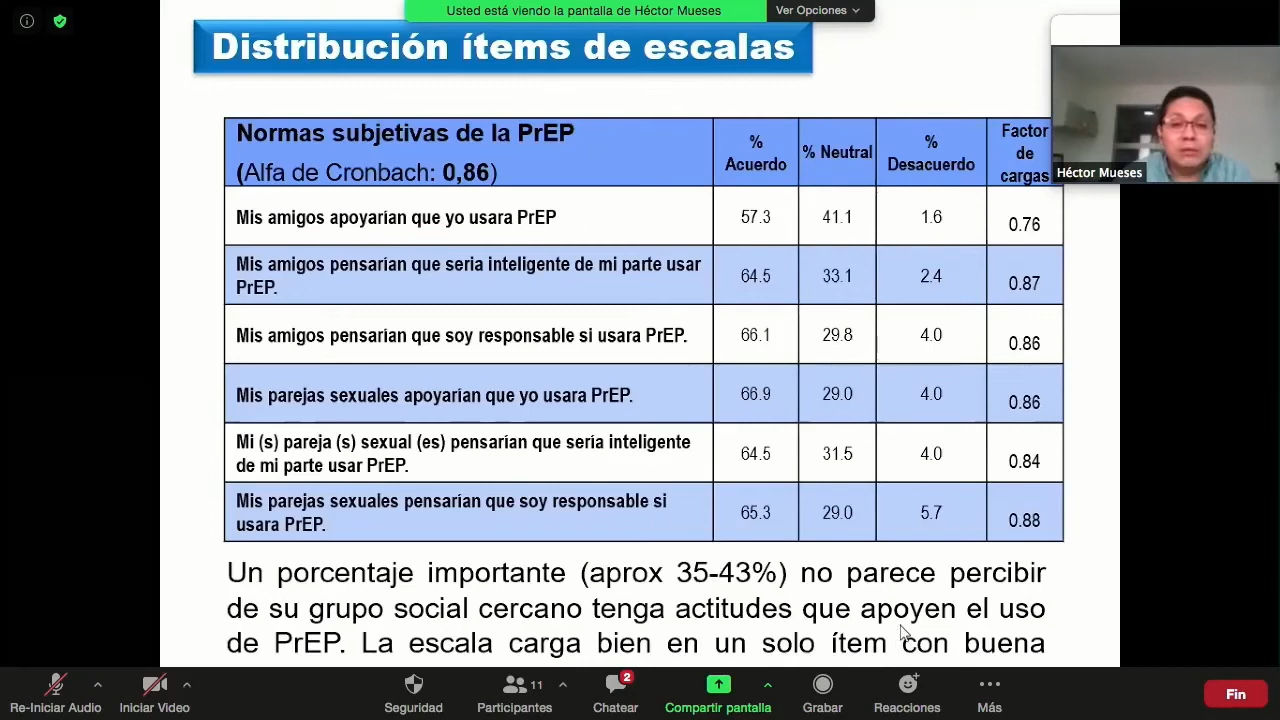 Usted está viendo la pantalla de Héctor Mueses
Ver Opciones
Distribución ítems de escalas
Normas subjetivas de la PrEP
(Alfa de Cronbach: 0,86)
% Acuerdo
% Neutral
% Desacuerdo
Factor de cargas
Héctor Mueses
Mis amigos apoyarían que yo usara PrEP
57.3
41.1
1.6
0.76
Mis amigos pensarían que seria inteligente de mi parte usar
PrEP.
64.5
33.1
2.4
0.87
Mis amigos pensarían que soy responsable si usara PrEP.
66.1
29.8
4.0
0.86
Mis parejas sexuales apoyarían que yo usara PrEP.
66.9
29.0
4.0
0.86
Mi (s) pareja (s) sexual (es) pensarían que sería inteligente
de mi parte usar PrEP.
64.5
31.5
4.0
0.84
Mis parejas sexuales pensarían que soy responsable si
usara PrEP.
65.3
29.0
5.7
0.88
Un porcentaje importante (aprox 35-43%) no parece percibir
de su grupo social cercano tenga actitudes que apoyen el uso
de PrEP. La escala carga bien en un solo ítem con buena
Re-Iniciar Audio
Iniciar Video
Seguridad
11
Participantes
2
Chatear
Compartir pantalla
Grabar
Reacciones
Más
Fin